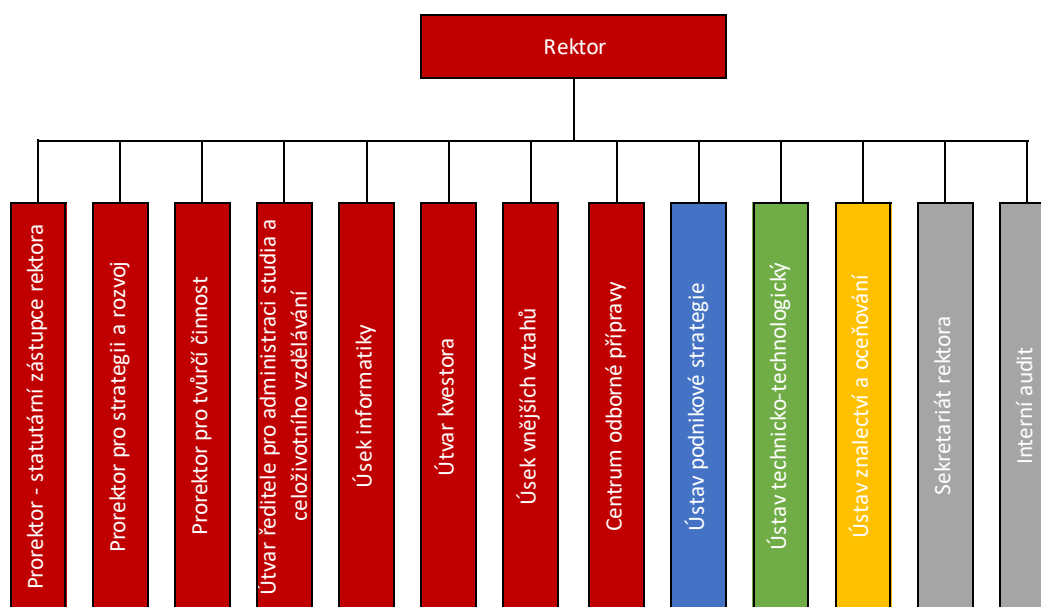 Rektor
Prorektor - statutární zástupce rektora
Prorektor pro strategii a rozvoj
Prorektor pro tvůrčí činnost
Útvar ředitele pro administraci studia a
celoživotního vzdělávání
Úsek informatiky
Útvar kvestora
Úsek vnějších vztahů
Centrum odborné přípravy
Ústav podnikové strategie
Ústav technicko-technologický
Ústav znalectví a oceňování
Sekretariát rektora
Interní audit